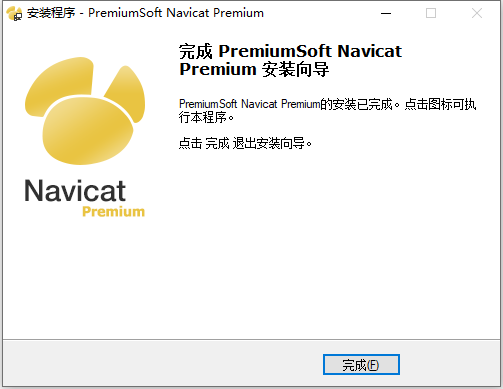 安装程序 - PremiumSoft Navicat Premium
完成 PremiumSoft Navicat
Premium 安装向导
PremiumSoft Navicat Premium的安装已完成。点击图标可执
行本程序。
点击 完成 退出安装向导。
Navicat
Premium
完成(F)